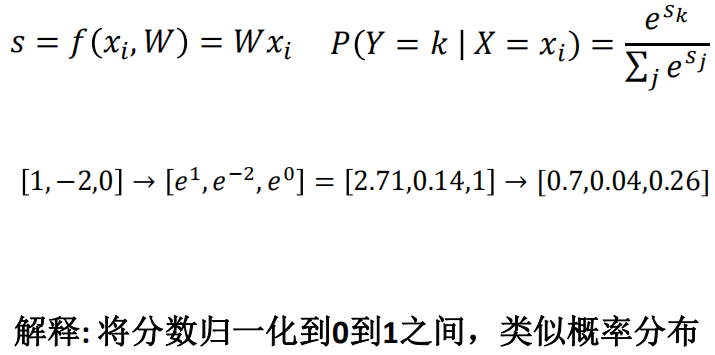 s = f(x_i, W) = Wx_i   P(Y = k | X = x_i) = e^{s_k} / ∑_j e^{s_j}
[1,−2,0] → [e^1, e^{−2}, e^0] = [2.71,0.14,1] → [0.7,0.04,0.26]
解释: 将分数归一化到0到1之间，类似概率分布